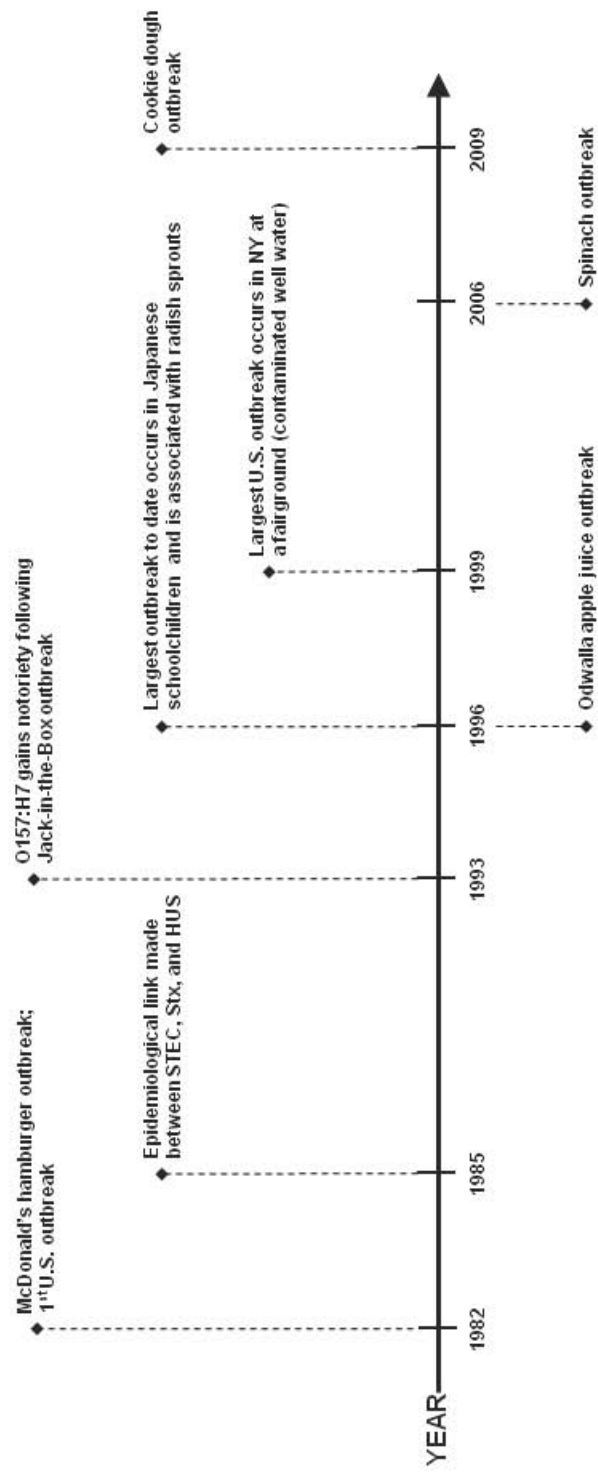 McDonald's hamburger outbreak;
1st U.S. outbreak
Epidemiological link made
between STEC, Stx, and HUS
O157:H7 gains notoriety following
Jack-in-the-Box outbreak
Largest outbreak to date occurs in Japanese
schoolchildren and is associated with radish sprouts
Largest U.S. outbreak occurs in NY at
a fairground (contaminated well water)
Cookie dough
outbreak
YEAR
1982
1985
1993
1996
1999
2006
2009
Odwalla apple juice outbreak
Spinach outbreak